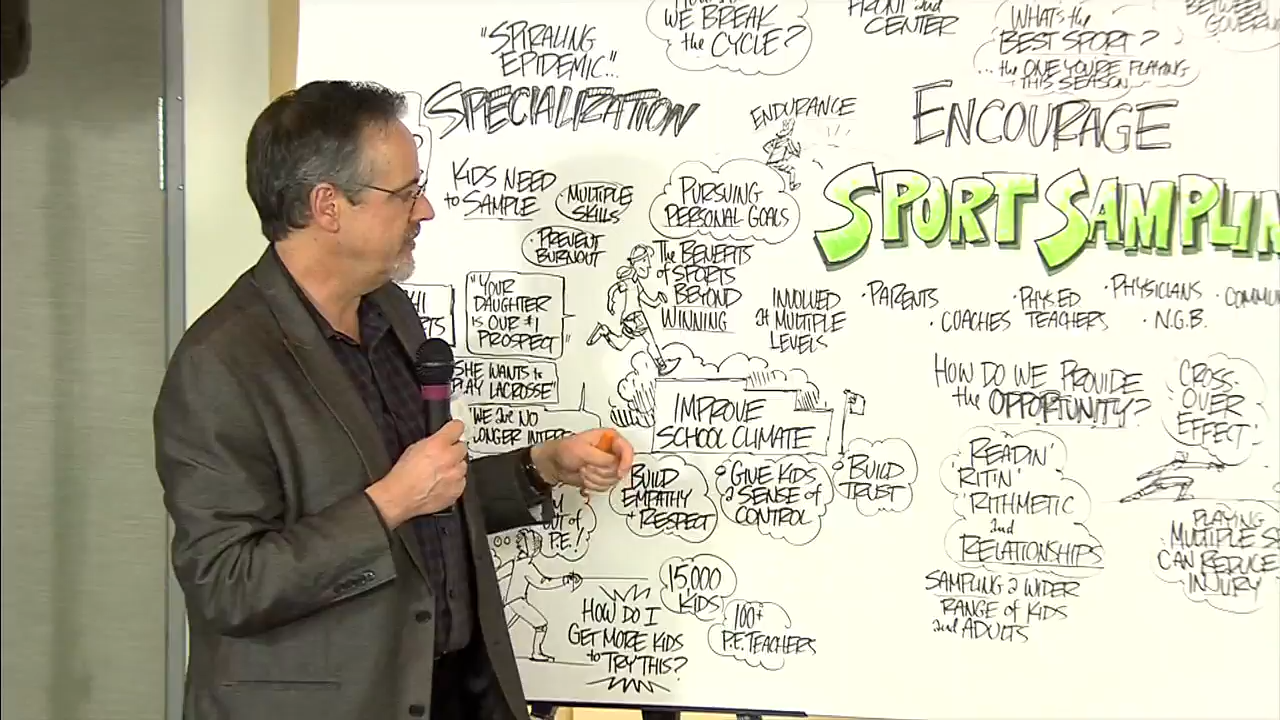 "SPIRALING
EPIDEMIC"...
SPECIALIZATION
KIDS NEED
to SAMPLE
MULTIPLE
SKILLS
• PREVENT
BURNOUT
"YOUR
DAUGHTER
IS OUR #1
PROSPECT"
SHE WANTS to
PLAY LACROSSE"
"WE are NO
P.E.!
HOW DO I
GET MORE KIDS
to TRY THIS?
15,000
KIDS
100+
P.E. TEACHERS
WE BREAK
the CYCLE?
ENDURANCE
PURSUING
PERSONAL GOALS
The BENEFITS
of SPORTS
BEYOND
WINNING
INVOLVED
at MULTIPLE
LEVELS
IMPROVE
SCHOOL CLIMATE
BUILD
EMPATHY
+ RESPECT
GIVE KIDS
a SENSE of
CONTROL
BUILD
TRUST
FRONT and
CENTER
WHAT'S the
BEST SPORT?
...the ONE YOU'RE PLAYING
THIS SEASON
BETWEEN
ENCOURAGE
SPORT SAMPLIN
• PARENTS
• COACHES
• PHYS ED
TEACHERS
• PHYSICIANS
• N.G.B.
• COMMU
HOW DO WE PROVIDE
the OPPORTUNITY?
CROSS-
OVER
EFFECT
READIN'
'RITIN'
'RITHMETIC
and
RELATIONSHIPS
SAMPLING a WIDER
RANGE of KIDS
and ADULTS
PLAYING
MULTIPLE S
CAN REDUCE
INJURY